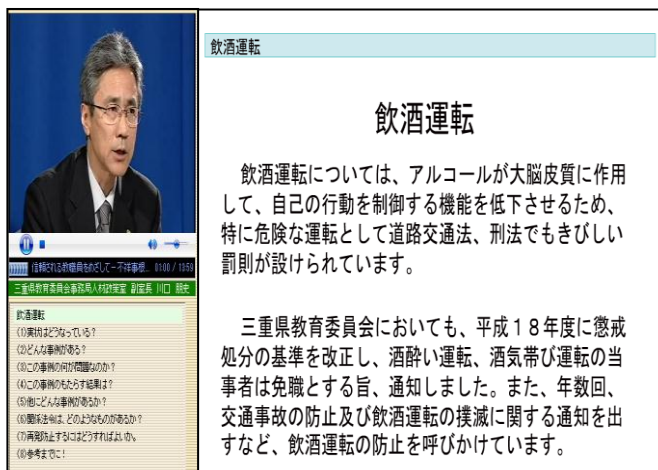 飲酒運転
飲酒運転
飲酒運転については、アルコールが大脳皮質に作用
して、自己の行動を制御する機能を低下させるため、
特に危険な運転として道路交通法、刑法でもきびしい
罰則が設けられています。
三重県教育委員会においても、平成18年度に懲戒
処分の基準を改正し、酒酔い運転、酒気帯び運転の当
事者は免職とする旨、通知しました。また、年数回、
交通事故の防止及び飲酒運転の撲滅に関する通知を出
すなど、飲酒運転の防止を呼びかけています。
信頼される教職員をめざして－不祥事根... 01:00 / 13:59
三重県教育委員会事務局人材政策室 副室長 川口 朋史
飲酒運転
(1)実状はどうなっている?
(2)どんな事例がある?
(3)この事例の何が問題なのか?
(4)この事例のもたらす結果は?
(5)他にどんな事例があるか?
(6)関係法令は、どのようなものがあるか?
(7)再発防止するにはどうすればよいか。
(8)参考までに!